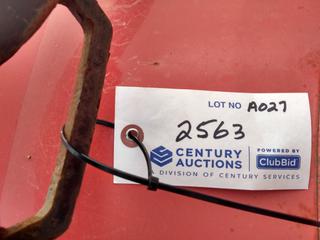 LOT NO A027
2563
CENTURY AUCTIONS POWERED BY ClubBid
A DIVISION OF CENTURY SERVICES